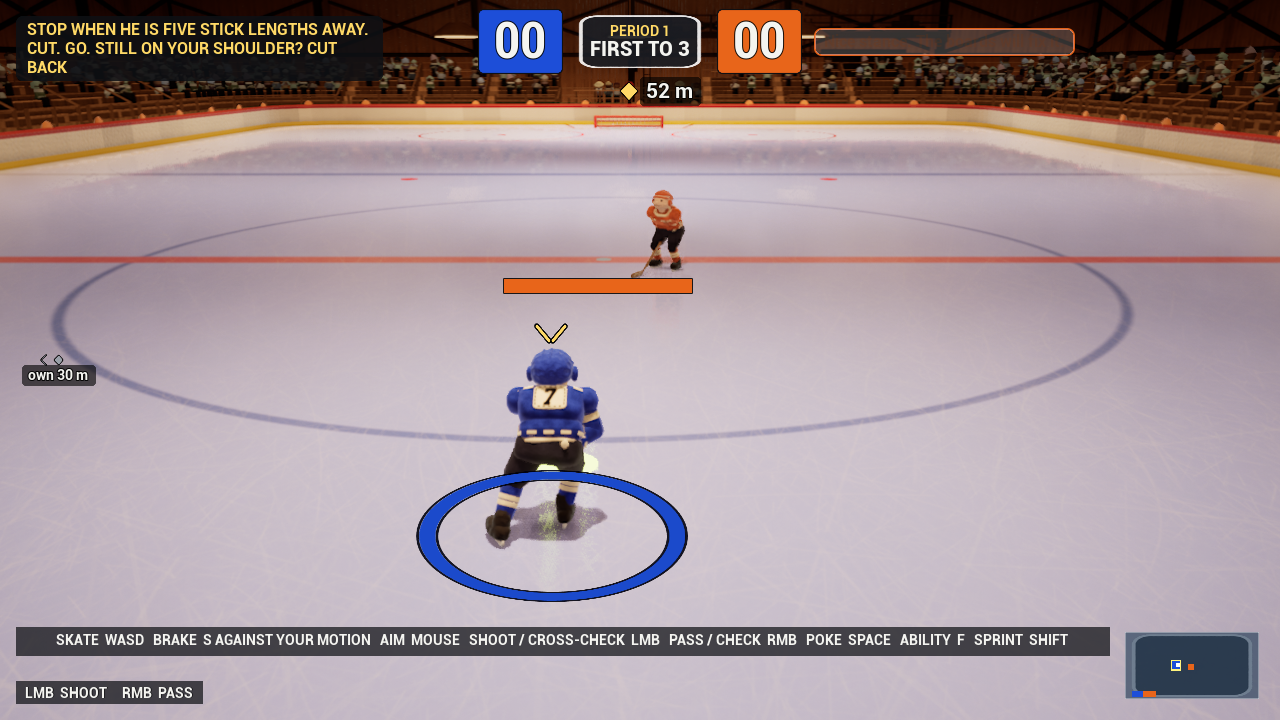 STOP WHEN HE IS FIVE STICK LENGTHS AWAY.
CUT. GO. STILL ON YOUR SHOULDER? CUT
BACK
00
PERIOD 1
FIRST TO 3
00
52 m
own 30 m
7
SKATE WASD BRAKE S AGAINST YOUR MOTION AIM MOUSE SHOOT / CROSS-CHECK LMB PASS / CHECK RMB POKE SPACE ABILITY F SPRINT SHIFT
LMB SHOOT RMB PASS